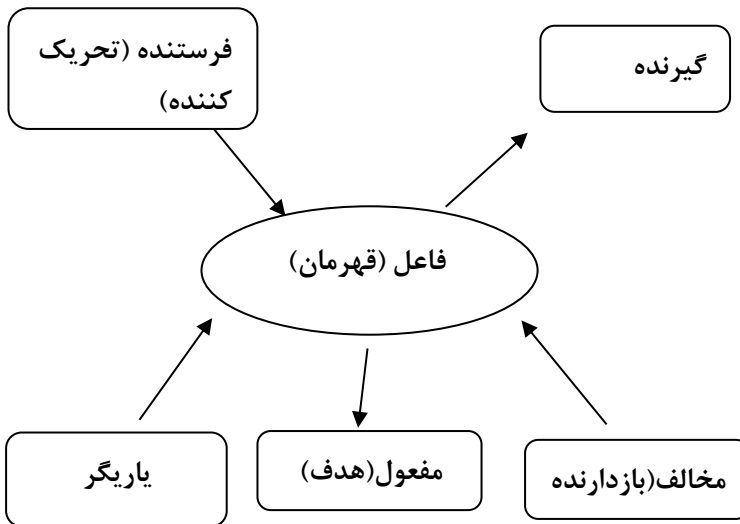 گیرنده
فرستنده (تحریک
کننده)
فاعل (قهرمان)
مخالف(بازدارنده
مفعول(هدف)
یاریگر